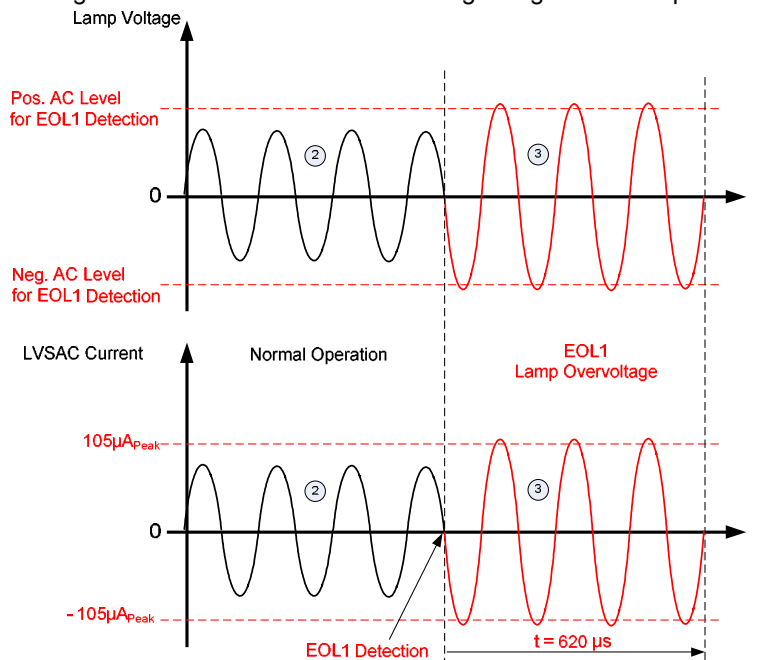 Lamp Voltage
Pos. AC Level
for EOL1 Detection
2
3
0
Neg. AC Level
for EOL1 Detection
LVSAC Current
Normal Operation
EOL1
Lamp Overvoltage
105µAPeak
2
3
0
-105µAPeak
EOL1 Detection
t = 620 µs